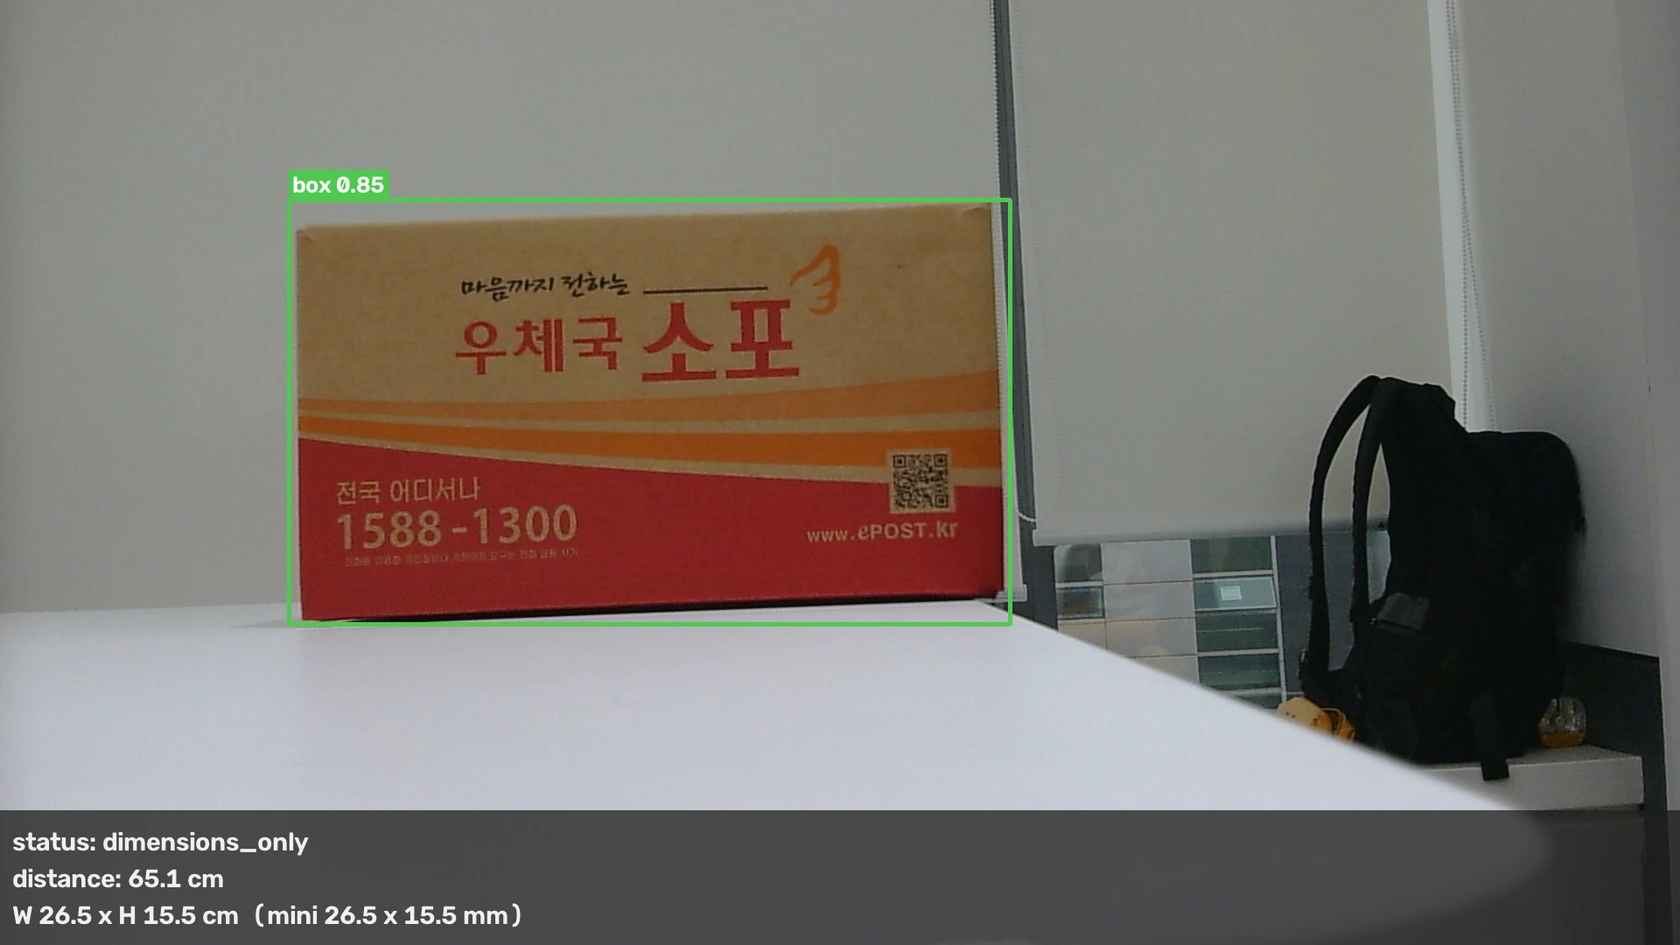 box 0.85
마음까지 전하는
우체국 소포
전국 어디서나
1588-1300
www.ePOST.kr
status: dimensions_only
distance: 65.1 cm
W 26.5 x H 15.5 cm (mini 26.5 x 15.5 mm)